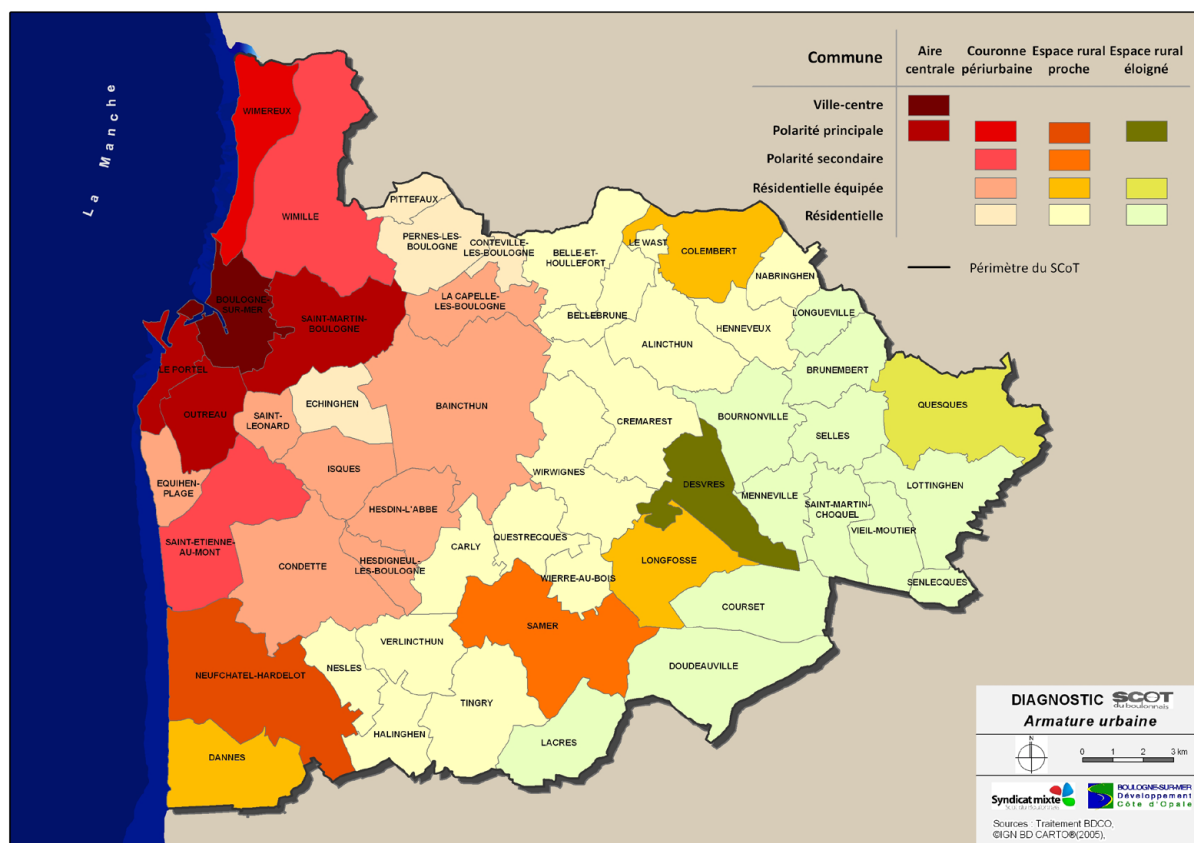 La Manche
Commune
Aire
centrale
Couronne
périurbaine
Espace rural
proche
Espace rural
éloigné
Ville-centre
Polarité principale
Polarité secondaire
Résidentielle équipée
Résidentielle
Périmètre du SCoT
WIMEREUX
WIMILLE
PITTEFAUX
PERNES-LES-
BOULOGNE
CONTEVILLE-
LES-BOULOGNE
BELLE-ET-
HOULLEFORT
LE WAST
COLEMBERT
NABRINGHEN
BOULOGNE-
SUR-MER
SAINT-MARTIN-
BOULOGNE
LA CAPELLE-
LES-BOULOGNE
BELLEBRUNE
HENNEVEUX
LONGUEVILLE
ALINCTHUN
LE PORTEL
BRUNEMBERT
OUTREAU
SAINT-
LEONARD
ECHINGHEN
BAINCTHUN
CREMAREST
BOURNONVILLE
QUESQUES
SELLES
ISQUES
WIRWIGNES
EQUIHEN-
PLAGE
DESVRES
MENNEVILLE
LOTTINGHEN
HESDIN-L'ABBE
SAINT-MARTIN-
CHOQUEL
VIEIL-MOUTIER
SAINT-ETIENNE-
AU-MONT
CARLY
QUESTRECQUES
CONDETTE
HESDIGNEUL-
LES-BOULOGNE
WIERRE-AU-BOIS
LONGFOSSE
SENLECQUES
COURSET
SAMER
VERLINCTHUN
NESLES
NEUFCHATEL-HARDELOT
DOUDEAUVILLE
TINGRY
HALINGHEN
LACRES
DANNES
DIAGNOSTIC SCOT
du boulonnais
Armature urbaine
N
0 1 2 3 km
Syndicat mixte
BOULOGNE-SUR-MER
Développement
Côte d'Opale
Sources : Traitement BDCO,
©IGN BD CARTO®(2005),